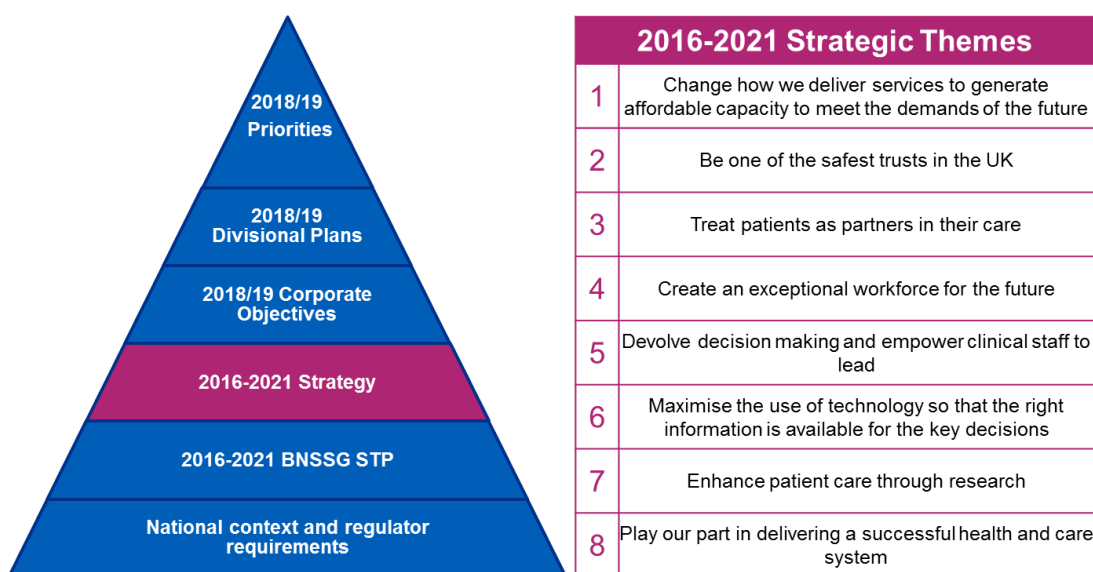 2018/19
Priorities
2018/19
Divisional Plans
2018/19 Corporate
Objectives
2016-2021 Strategy
2016-2021 BNSSG STP
National context and regulator
requirements
2016-2021 Strategic Themes
1
Change how we deliver services to generate
affordable capacity to meet the demands of the future
2
Be one of the safest trusts in the UK
3
Treat patients as partners in their care
4
Create an exceptional workforce for the future
5
Devolve decision making and empower clinical staff to
lead
6
Maximise the use of technology so that the right
information is available for the key decisions
7
Enhance patient care through research
8
Play our part in delivering a successful health and care
system